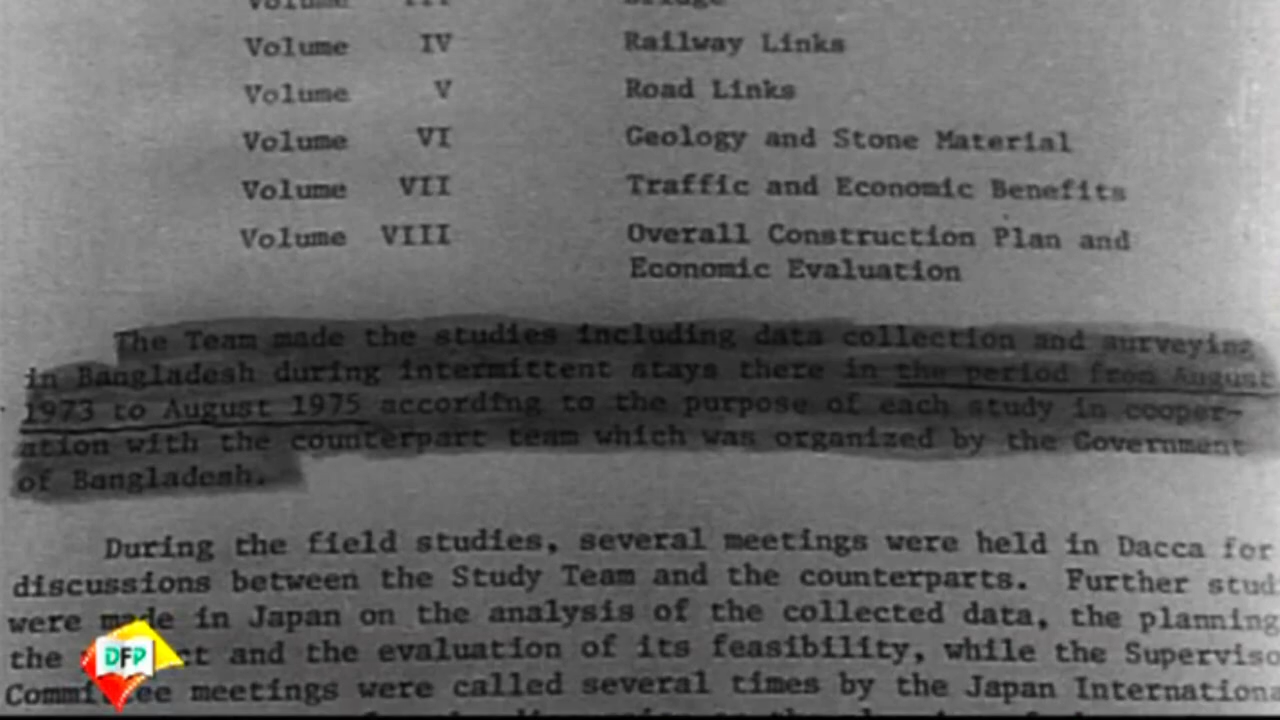 Volume III Bridge
Volume IV Railway Links
Volume V Road Links
Volume VI Geology and Stone Material
Volume VII Traffic and Economic Benefits
Volume VIII Overall Construction Plan and
Economic Evaluation
The Team made the studies including data collection and surveying
in Bangladesh during intermittent stays there in the period from August
1973 to August 1975 according to the purpose of each study in cooper-
ation with the counterpart team which was organized by the Government
of Bangladesh.
During the field studies, several meetings were held in Dacca for
discussions between the Study Team and the counterparts. Further stud
were made in Japan on the analysis of the collected data, the planning
the ct and the evaluation of its feasibility, while the Superviso
Committee meetings were called several times by the Japan Internationa
DFP